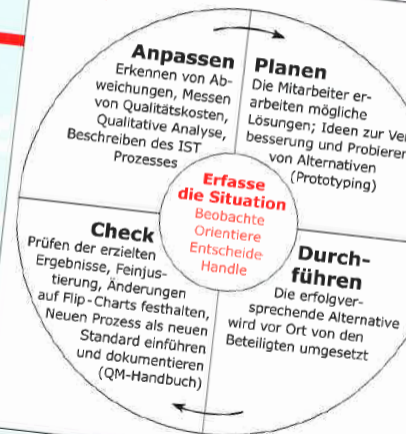 Anpassen
Erkennen von Ab-
weichungen, Messen
von Qualitätskosten,
Qualitative Analyse,
Beschreiben des IST
Prozesses
Planen
Die Mitarbeiter er-
arbeiten mögliche
Lösungen; Ideen zur Ver
besserung und Probieren
von Alternativen
(Prototyping)
Erfasse
die Situation
Beobachte
Orientiere
Entscheide
Handle
Check
Prüfen der erzielten
Ergebnisse, Feinjus-
tierung, Änderungen
auf Flip-Charts festhalten,
Neuen Prozess als neuen
Standard einführen
und dokumentieren
(QM-Handbuch)
Durch-
führen
Die erfolgver-
sprechende Alternative
wird vor Ort von den
Beteiligten umgesetzt